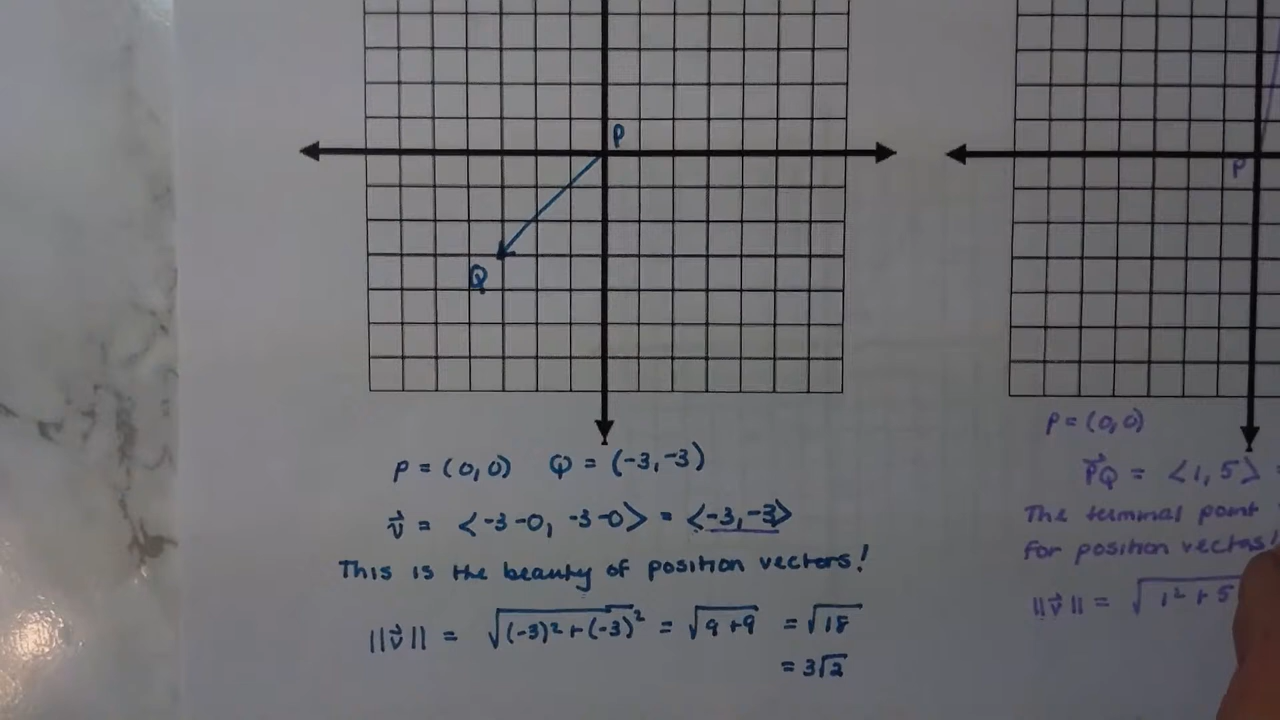 P
Q
P = (0,0) Q = (-3,-3)
v⃗ = <-3-0, -3-0> = <-3,-3>
This is the beauty of position vectors!
||v⃗|| = √((-3)² + (-3)²) = √(9+9) = √18
= 3√2
P
P = (0,0)
P⃗Q = <1, 5> =
The terminal point
for position vectors!
||v⃗|| = √(1² + 5